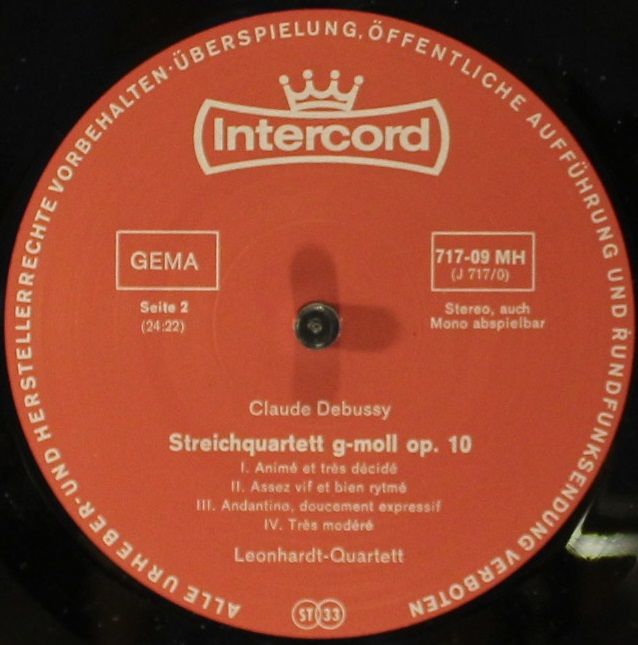 ALLE URHEBER- UND HERSTELLERRECHTE VORBEHALTEN·ÜBERSPIELUNG, ÖFFENTLICHE AUFFÜHRUNG UND RUNDFUNKSENDUNG VERBOTEN
Intercord
GEMA
717-09 MH
(J 717/0)
Seite 2
(24:22)
Stereo, auch
Mono abspielbar
Claude Debussy
Streichquartett g-moll op. 10
I. Animé et très décidé
II. Assez vif et bien rytmé
III. Andantino, doucement expressif
IV. Très modéré
Leonhardt-Quartett
ST 33